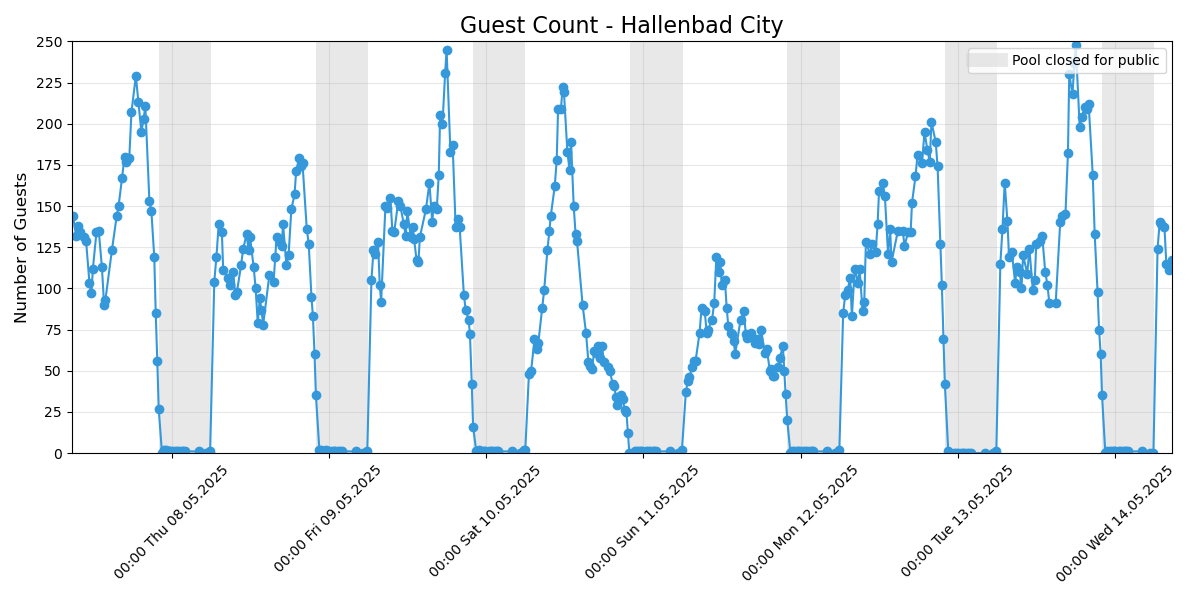 Guest Count - Hallenbad City
Number of Guests
250
225
200
175
150
125
100
75
50
25
0
Pool closed for public
00:00 Thu 08.05.2025
00:00 Fri 09.05.2025
00:00 Sat 10.05.2025
00:00 Sun 11.05.2025
00:00 Mon 12.05.2025
00:00 Tue 13.05.2025
00:00 Wed 14.05.2025